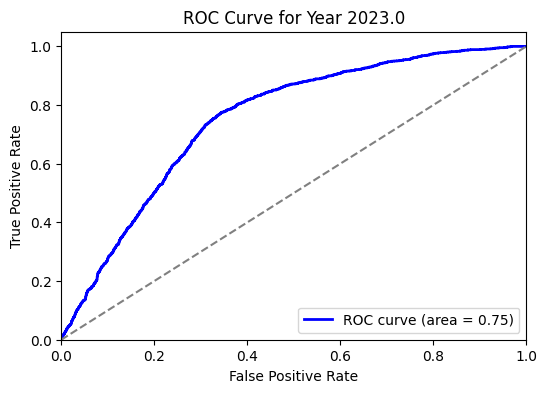 ROC Curve for Year 2023.0
1.0
0.8
0.6
0.4
0.2
0.0
True Positive Rate
ROC curve (area = 0.75)
0.0 0.2 0.4 0.6 0.8 1.0
False Positive Rate